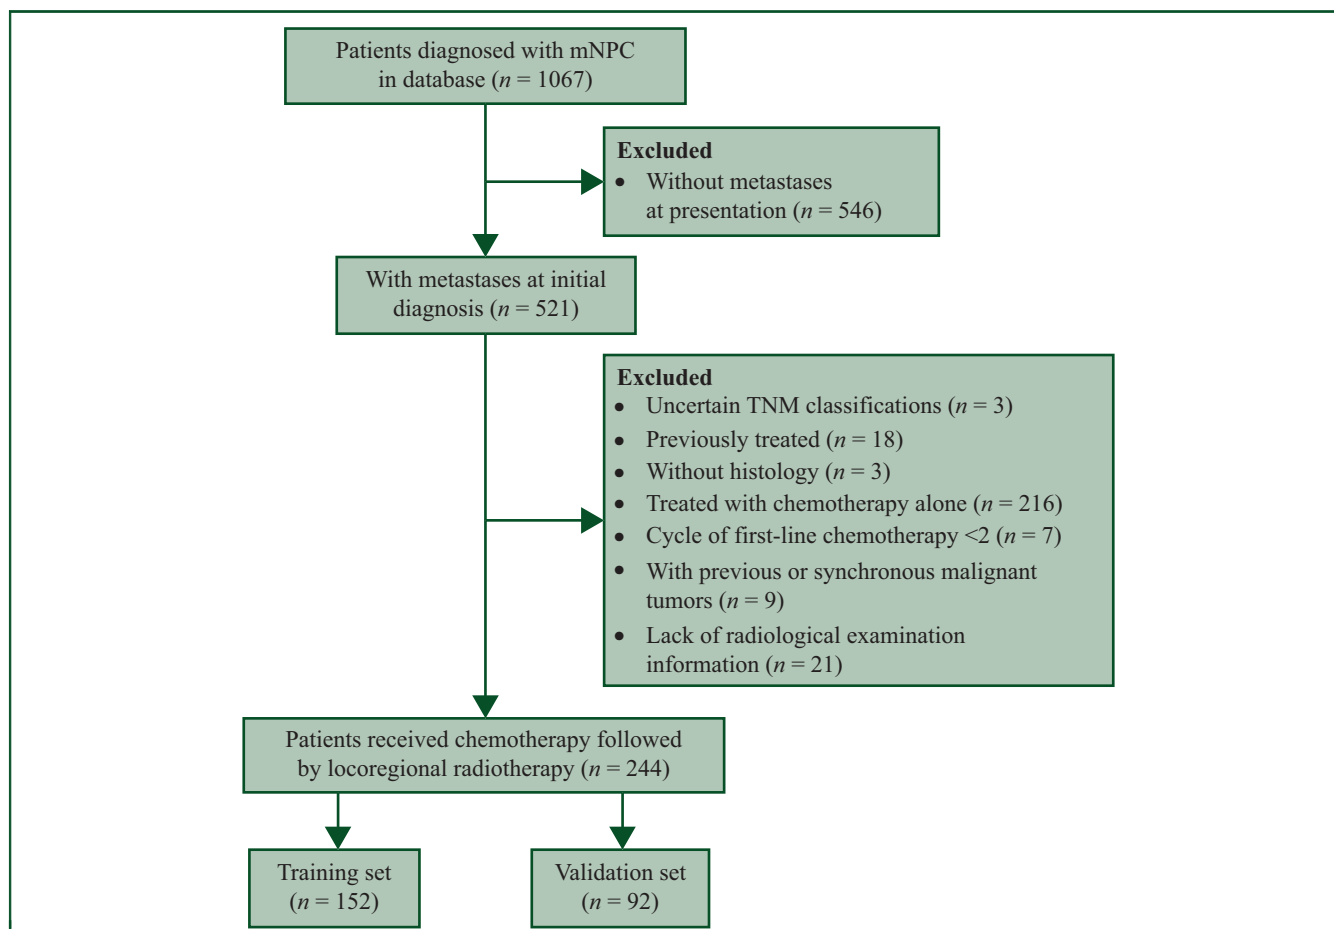 Patients diagnosed with mNPC
in database (n = 1067)
Excluded
• Without metastases
at presentation (n = 546)
With metastases at initial
diagnosis (n = 521)
Excluded
• Uncertain TNM classifications (n = 3)
• Previously treated (n = 18)
• Without histology (n = 3)
• Treated with chemotherapy alone (n = 216)
• Cycle of first-line chemotherapy <2 (n = 7)
• With previous or synchronous malignant
tumors (n = 9)
• Lack of radiological examination
information (n = 21)
Patients received chemotherapy followed
by locoregional radiotherapy (n = 244)
Training set
(n = 152)
Validation set
(n = 92)